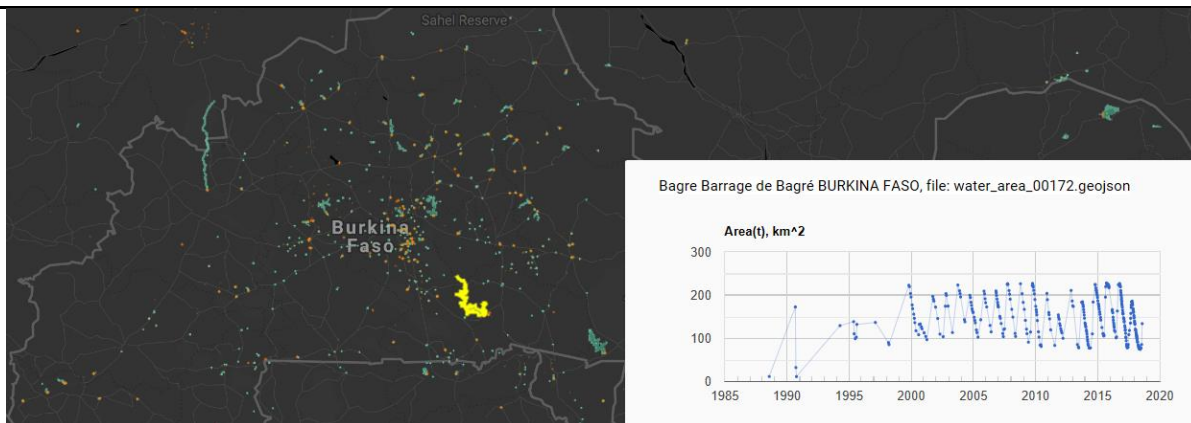 Sahel Reserve
Burkina
Faso
Bagre Barrage de Bagré BURKINA FASO, file: water_area_00172.geojson
Area(t), km^2
300
200
100
0
1985 1990 1995 2000 2005 2010 2015 2020